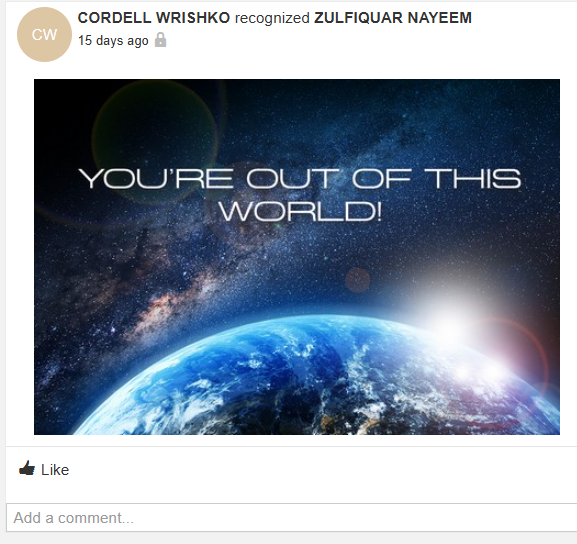 CW
CORDELL WRISHKO recognized ZULFIQUAR NAYEEM
15 days ago
YOU'RE OUT OF THIS
WORLD!
Like
Add a comment...